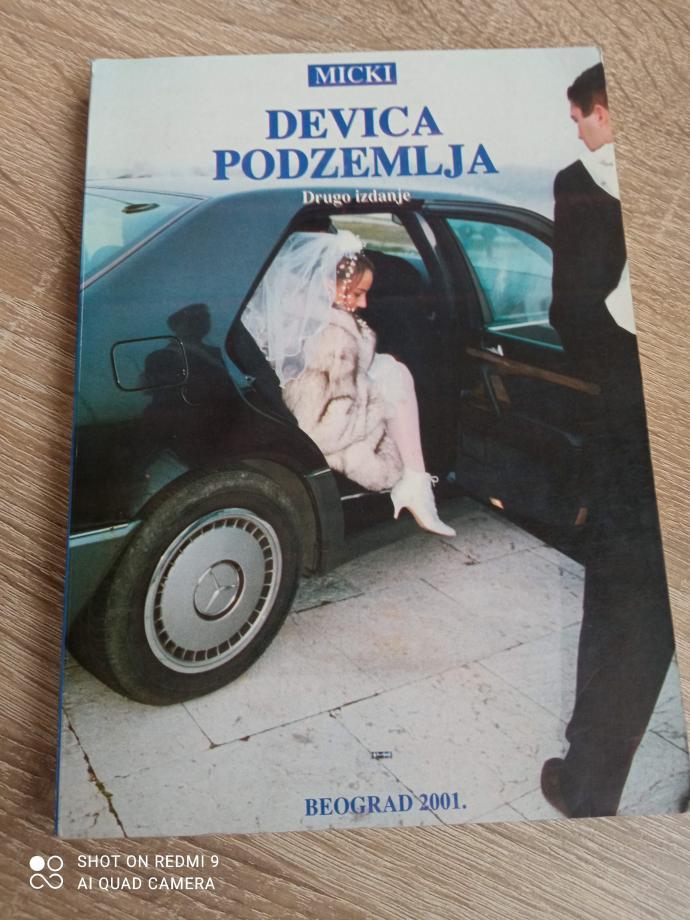 MICKI
DEVICA
PODZEMLJA
Drugo izdanje
BEOGRAD 2001.
SHOT ON REDMI 9
AI QUAD CAMERA